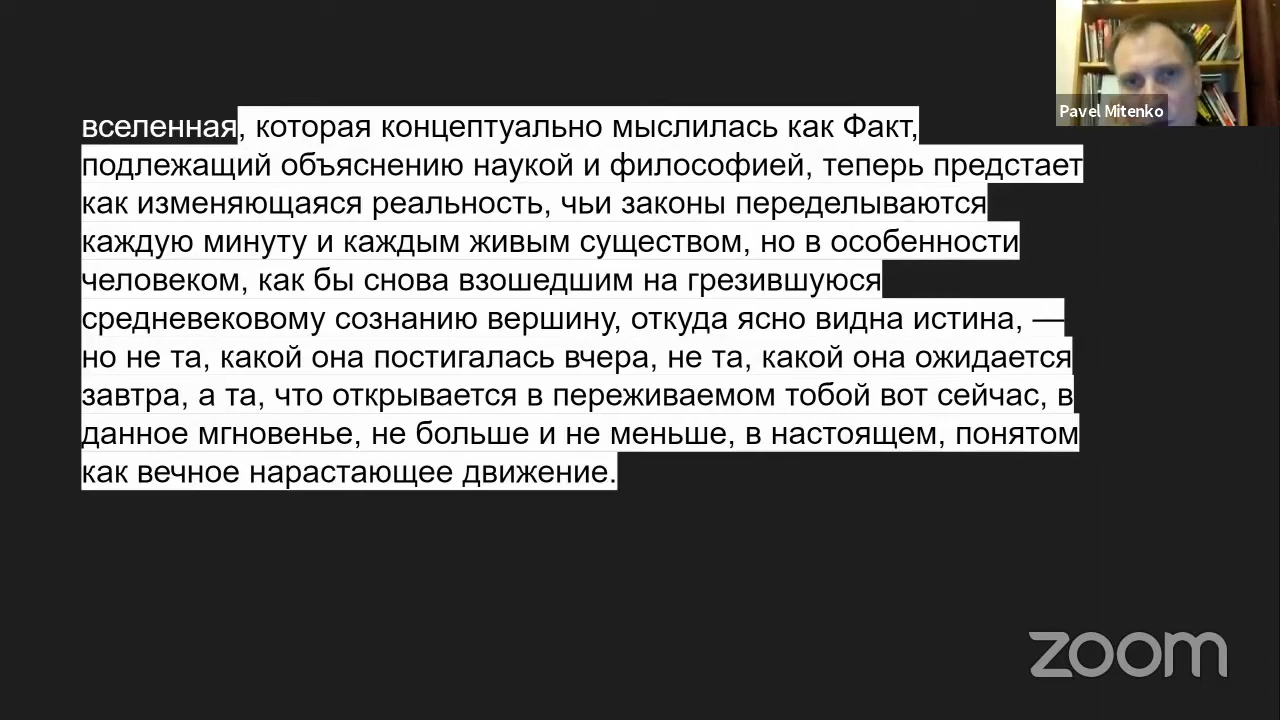 Pavel Mitenko
вселенная, которая концептуально мыслилась как Факт,
подлежащий объяснению наукой и философией, теперь предстает
как изменяющаяся реальность, чьи законы переделываются
каждую минуту и каждым живым существом, но в особенности
человеком, как бы снова взошедшим на грезившуюся
средневековому сознанию вершину, откуда ясно видна истина, —
но не та, какой она постигалась вчера, не та, какой она ожидается
завтра, а та, что открывается в переживаемом тобой вот сейчас, в
данное мгновенье, не больше и не меньше, в настоящем, понятом
как вечное нарастающее движение.
zoom